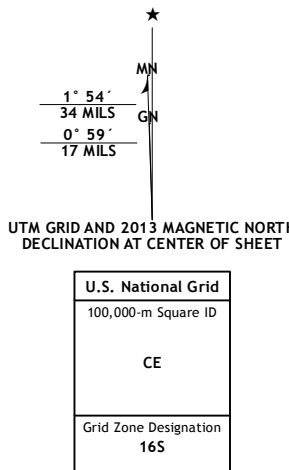 ★
MN
1° 54´
34 MILS
GN
0° 59´
17 MILS
UTM GRID AND 2013 MAGNETIC NORTH
DECLINATION AT CENTER OF SHEET
U.S. National Grid
100,000-m Square ID
CE
Grid Zone Designation
16S